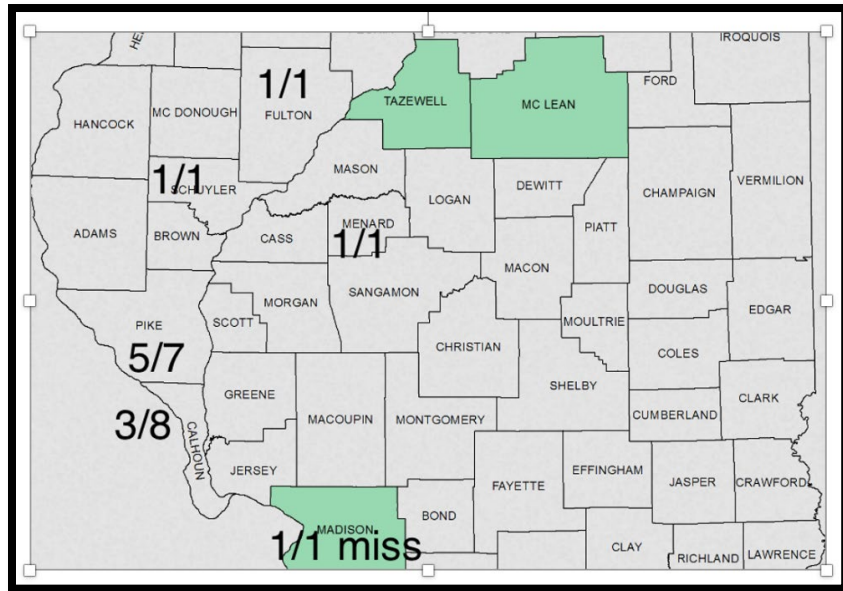 HE
IROQUOIS
1/1
FULTON
TAZEWELL
MC LEAN
FORD
HANCOCK
MC DONOUGH
MASON
1/1
SCHUYLER
LOGAN
DEWITT
CHAMPAIGN
VERMILION
ADAMS
BROWN
CASS
MENARD
1/1
PIATT
MACON
SANGAMON
MORGAN
SCOTT
DOUGLAS
EDGAR
PIKE
5/7
MOULTRIE
CHRISTIAN
COLES
SHELBY
GREENE
CLARK
3/8
CALHOUN
MACOUPIN
MONTGOMERY
CUMBERLAND
JERSEY
EFFINGHAM
FAYETTE
JASPER
CRAWFORD
BOND
MADISON
1/1 miss
CLAY
RICHLAND
LAWRENCE